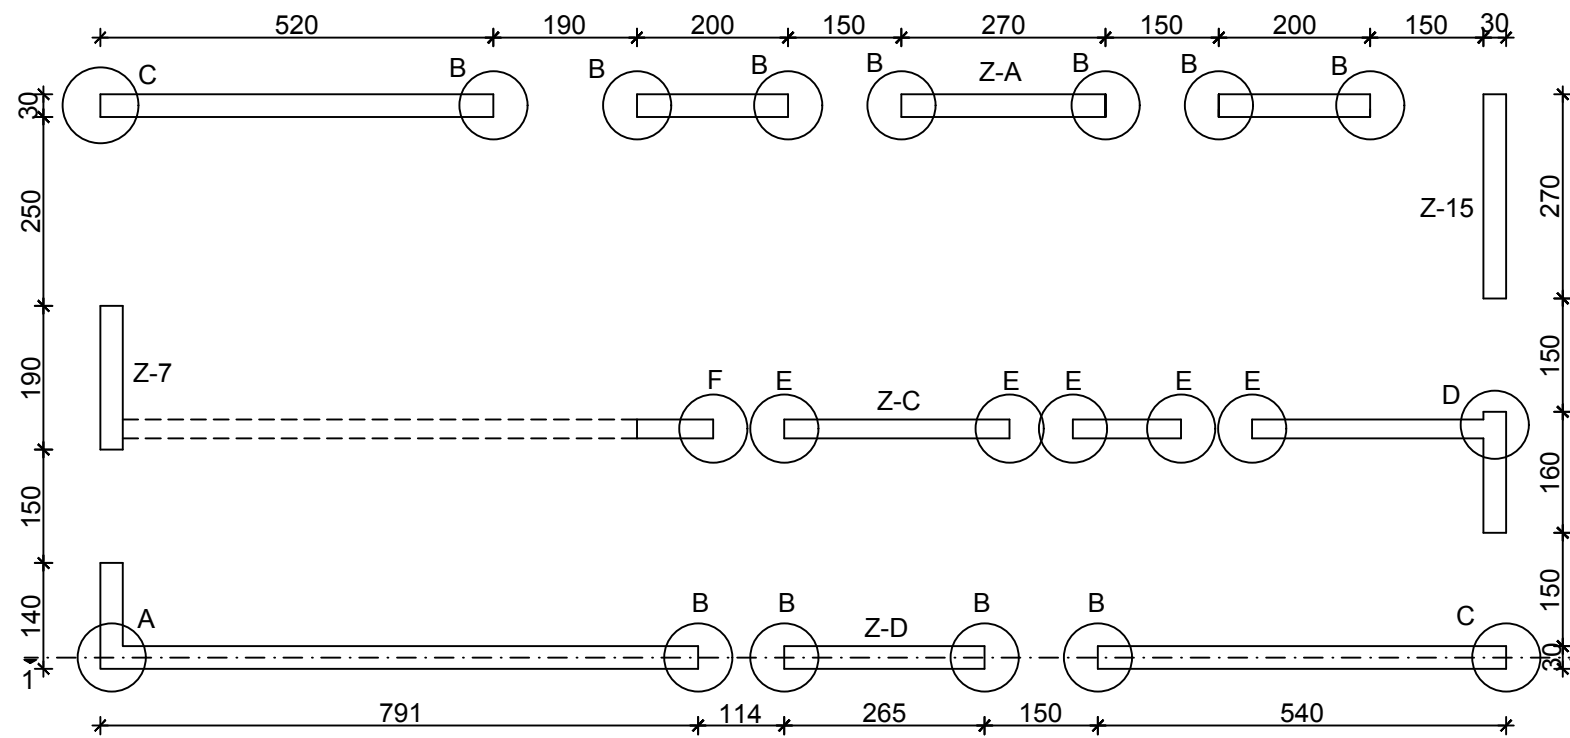 520 190 200 150 270 150 200 150 30
C B B B B Z-A B B B
30
250 270
Z-15
190 150
Z-7
F E Z-C E E E E D
150 160
140 150
A B B Z-D B B C
1 30
791 114 265 150 540